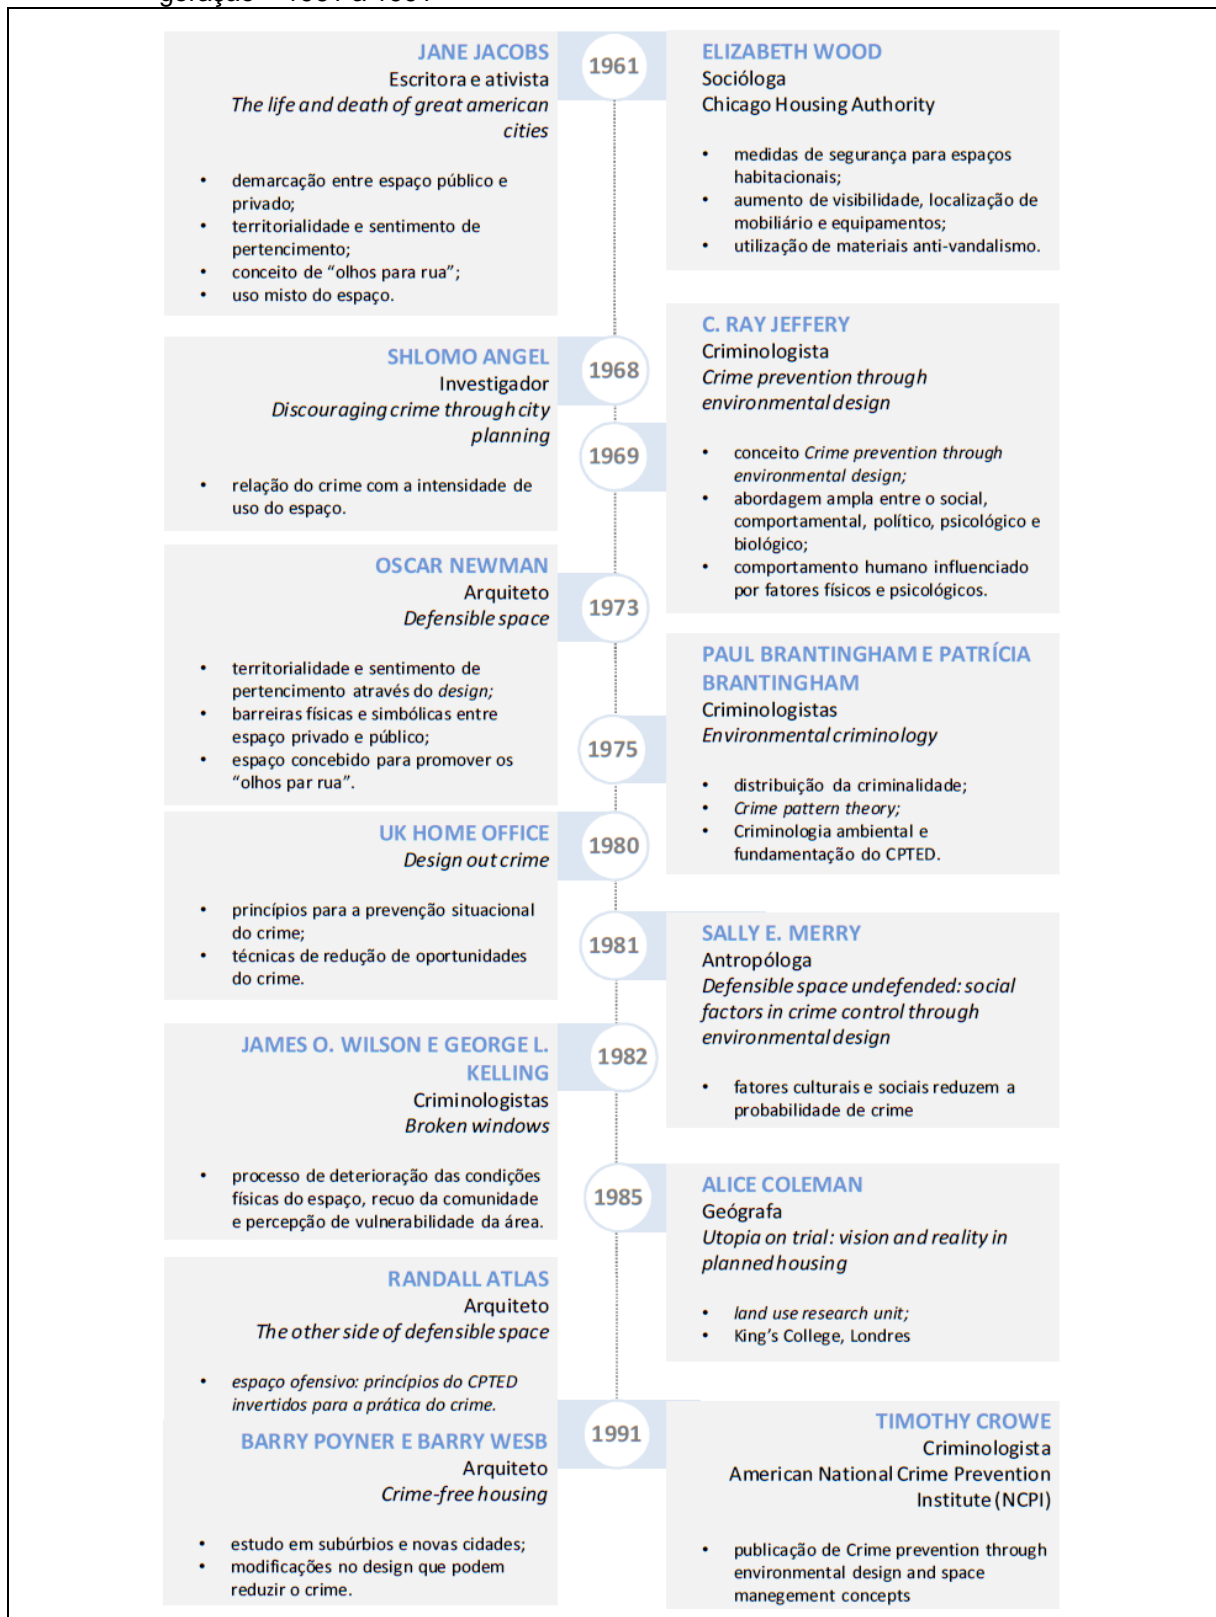 JANE JACOBS
Escritora e ativista
The life and death of great american
cities
• demarcação entre espaço público e
privado;
• territorialidade e sentimento de
pertencimento;
• conceito de “olhos para rua”;
• uso misto do espaço.
1961
ELIZABETH WOOD
Socióloga
Chicago Housing Authority
• medidas de segurança para espaços
habitacionais;
• aumento de visibilidade, localização de
mobiliário e equipamentos;
• utilização de materiais anti-vandalismo.
SHLOMO ANGEL
Investigador
Discouraging crime through city
planning
• relação do crime com a intensidade de
uso do espaço.
1968
1969
C. RAY JEFFERY
Criminologista
Crime prevention through
environmental design
• conceito Crime prevention through
environmental design;
• abordagem ampla entre o social,
comportamental, político, psicológico e
biológico;
• comportamento humano influenciado
por fatores físicos e psicológicos.
OSCAR NEWMAN
Arquiteto
Defensible space
• territorialidade e sentimento de
pertencimento através do design;
• barreiras físicas e simbólicas entre
espaço privado e público;
• espaço concebido para promover os
“olhos par rua”.
1973
1975
PAUL BRANTINGHAM E PATRÍCIA
BRANTINGHAM
Criminologistas
Environmental criminology
• distribuição da criminalidade;
• Crime pattern theory;
• Criminologia ambiental e
fundamentação do CPTED.
UK HOME OFFICE
Design out crime
• princípios para a prevenção situacional
do crime;
• técnicas de redução de oportunidades
do crime.
1980
1981
SALLY E. MERRY
Antropóloga
Defensible space undefended: social
factors in crime control through
environmental design
• fatores culturais e sociais reduzem a
probabilidade de crime
JAMES O. WILSON E GEORGE L.
KELLING
Criminologistas
Broken windows
• processo de deterioração das condições
físicas do espaço, recuo da comunidade
e percepção de vulnerabilidade da área.
1982
1985
ALICE COLEMAN
Geógrafa
Utopia on trial: vision and reality in
planned housing
• land use research unit;
• King’s College, Londres
RANDALL ATLAS
Arquiteto
The other side of defensible space
• espaço ofensivo: princípios do CPTED
invertidos para a prática do crime.
BARRY POYNER E BARRY WESB
Arquiteto
Crime-free housing
• estudo em subúrbios e novas cidades;
• modificações no design que podem
reduzir o crime.
1991
TIMOTHY CROWE
Criminologista
American National Crime Prevention
Institute (NCPI)
• publicação de Crime prevention through
environmental design and space
manegement concepts